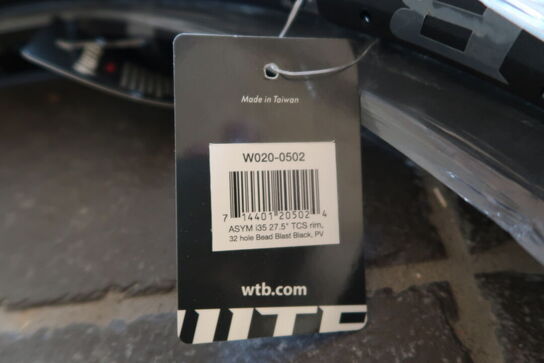 Made in Taiwan
W020-0502
7 14401 20502 4
ASYM i35 27.5" TCS rim,
32 hole Bead Blast Black, PV
wtb.com